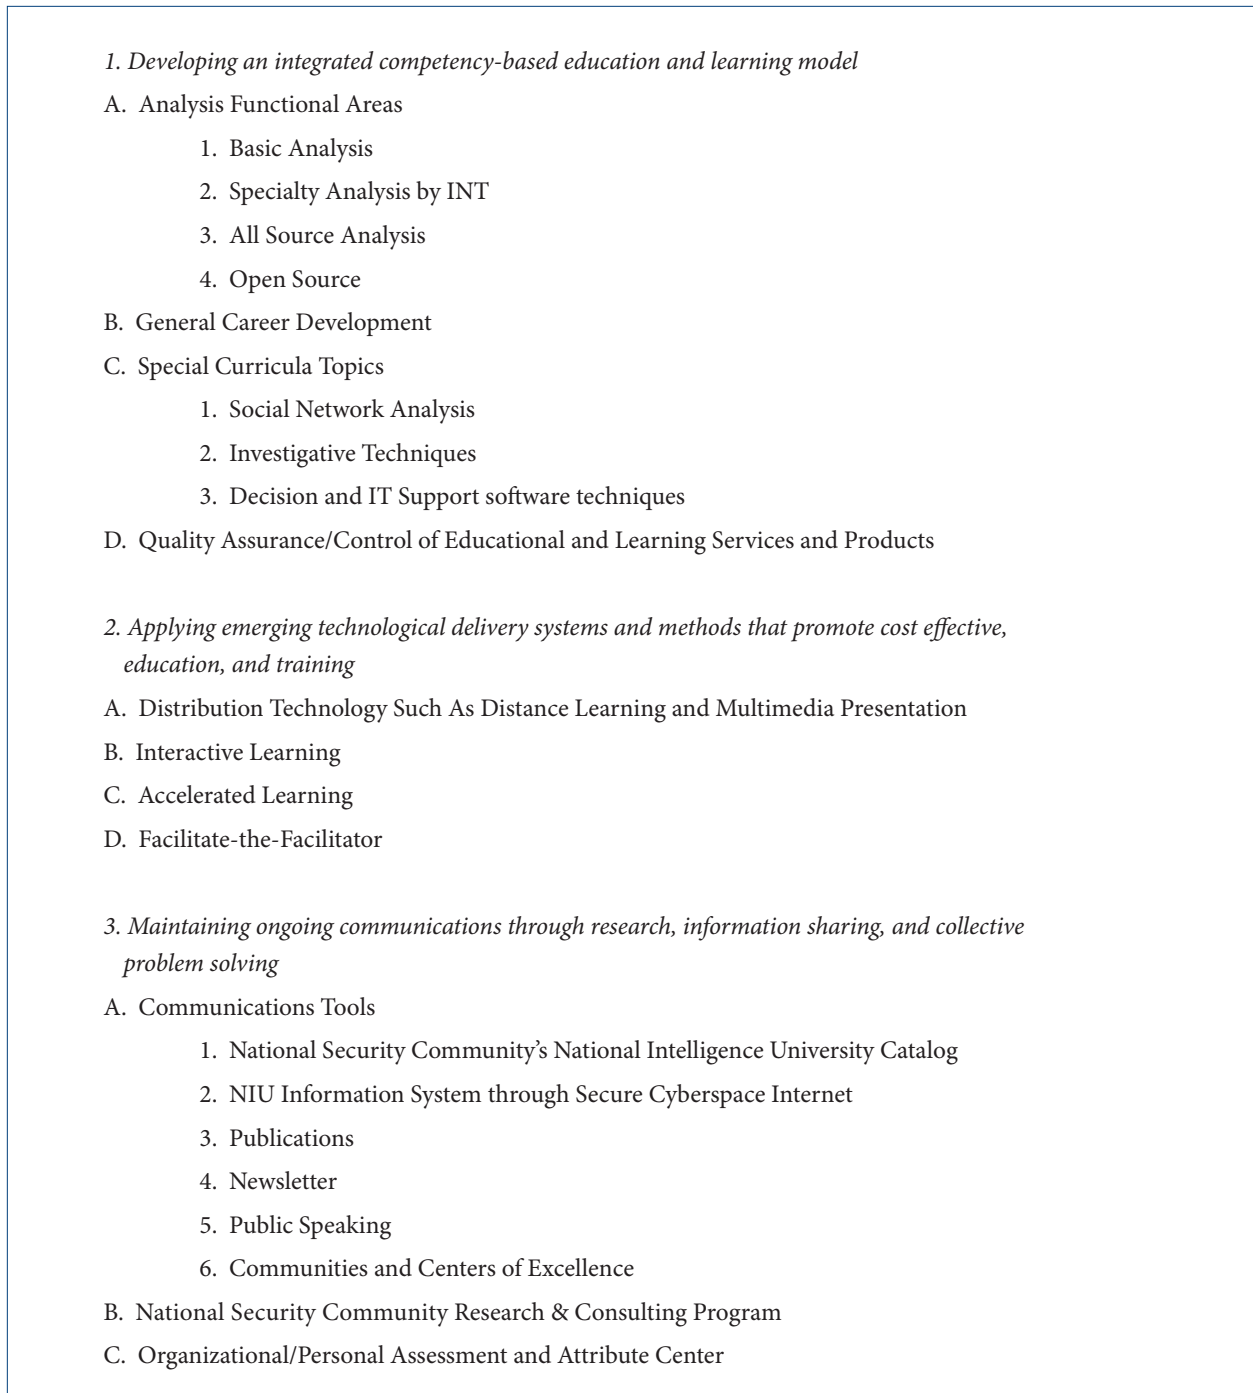 1. Developing an integrated competency-based education and learning model
A. Analysis Functional Areas
1. Basic Analysis
2. Specialty Analysis by INT
3. All Source Analysis
4. Open Source
B. General Career Development
C. Special Curricula Topics
1. Social Network Analysis
2. Investigative Techniques
3. Decision and IT Support software techniques
D. Quality Assurance/Control of Educational and Learning Services and Products
2. Applying emerging technological delivery systems and methods that promote cost effective,
education, and training
A. Distribution Technology Such As Distance Learning and Multimedia Presentation
B. Interactive Learning
C. Accelerated Learning
D. Facilitate-the-Facilitator
3. Maintaining ongoing communications through research, information sharing, and collective
problem solving
A. Communications Tools
1. National Security Community’s National Intelligence University Catalog
2. NIU Information System through Secure Cyberspace Internet
3. Publications
4. Newsletter
5. Public Speaking
6. Communities and Centers of Excellence
B. National Security Community Research & Consulting Program
C. Organizational/Personal Assessment and Attribute Center